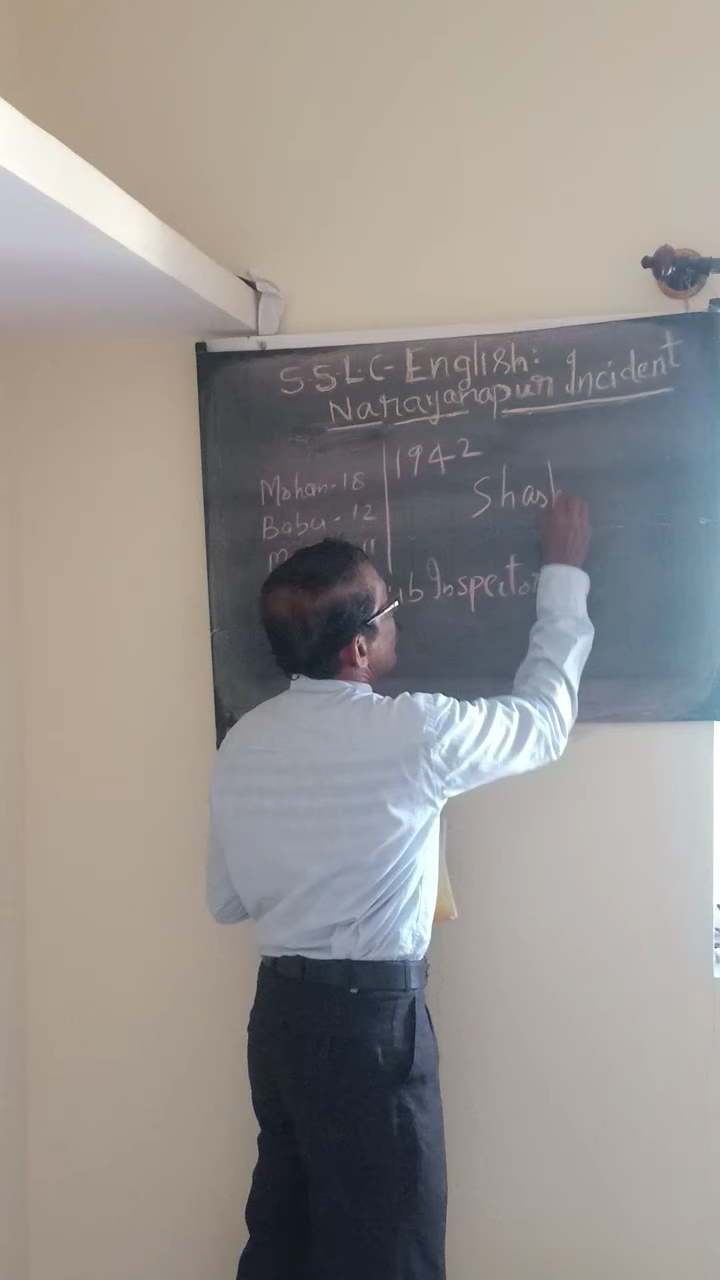 S.S.L.C- English:
Narayanapur Incident
Mohan-18
Babu-12
1942
Shash
Inspector